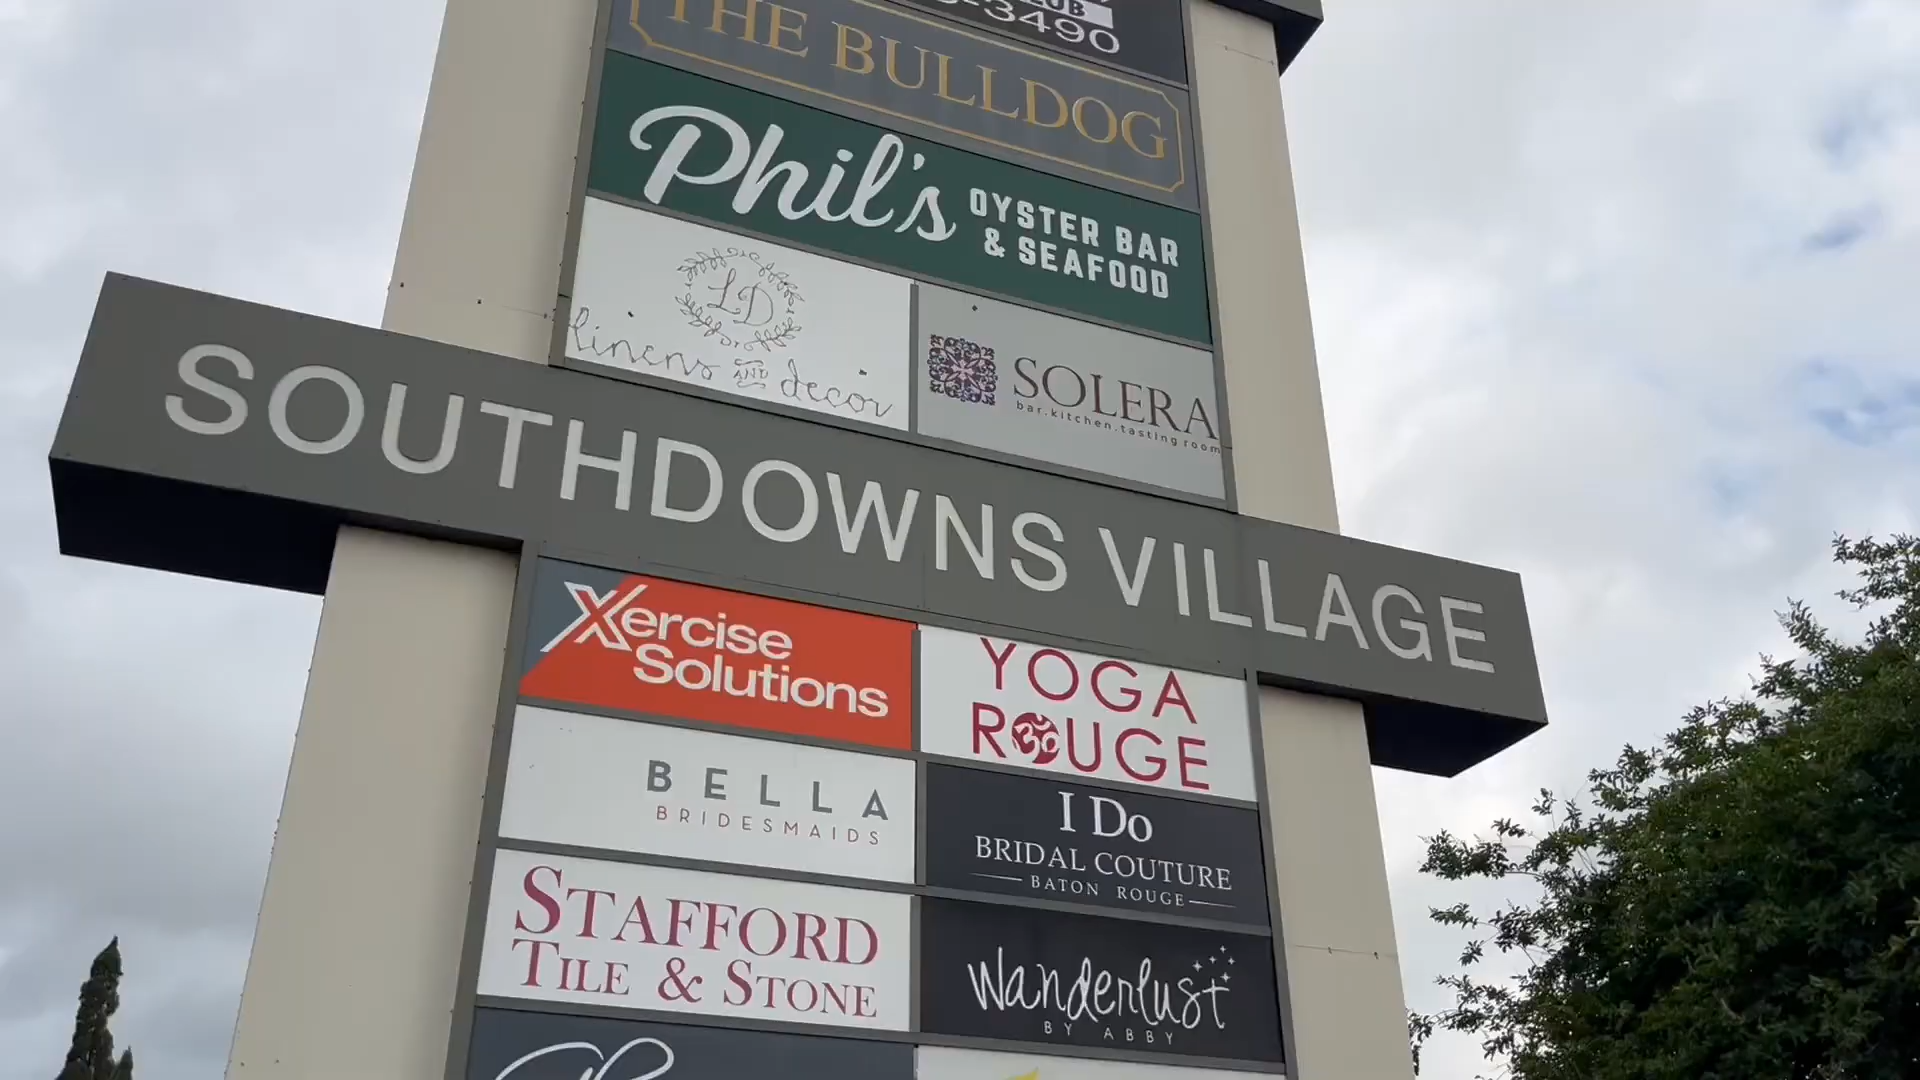 3490
THE BULLDOG
Phil's
OYSTER BAR
& SEAFOOD
LD
linens AND decor
SOLERA
bar.kitchen.tasting room
SOUTHDOWNS VILLAGE
Xercise
Solutions
YOGA
ROUGE
BELLA
BRIDESMAIDS
I Do
BRIDAL COUTURE
BATON ROUGE
STAFFORD
TILE & STONE
Wanderlust
BY ABBY